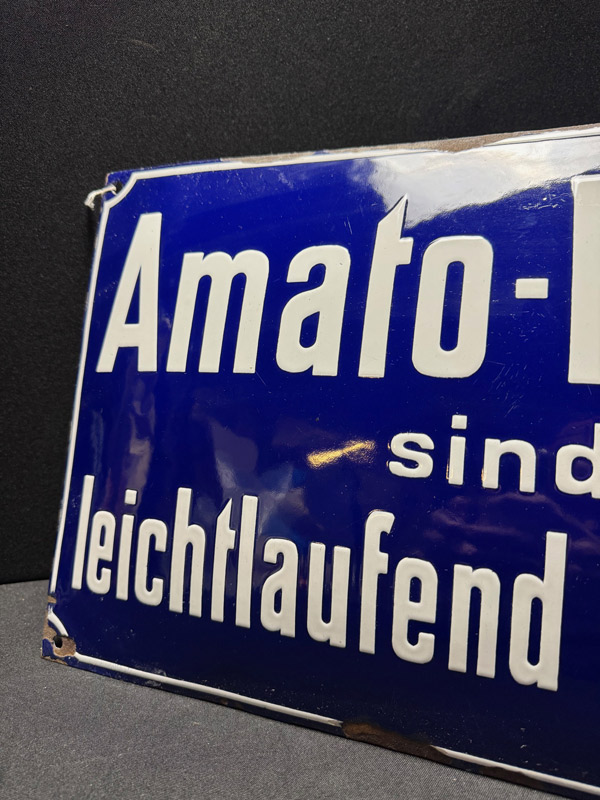 Amato-
sind
leichtlaufend